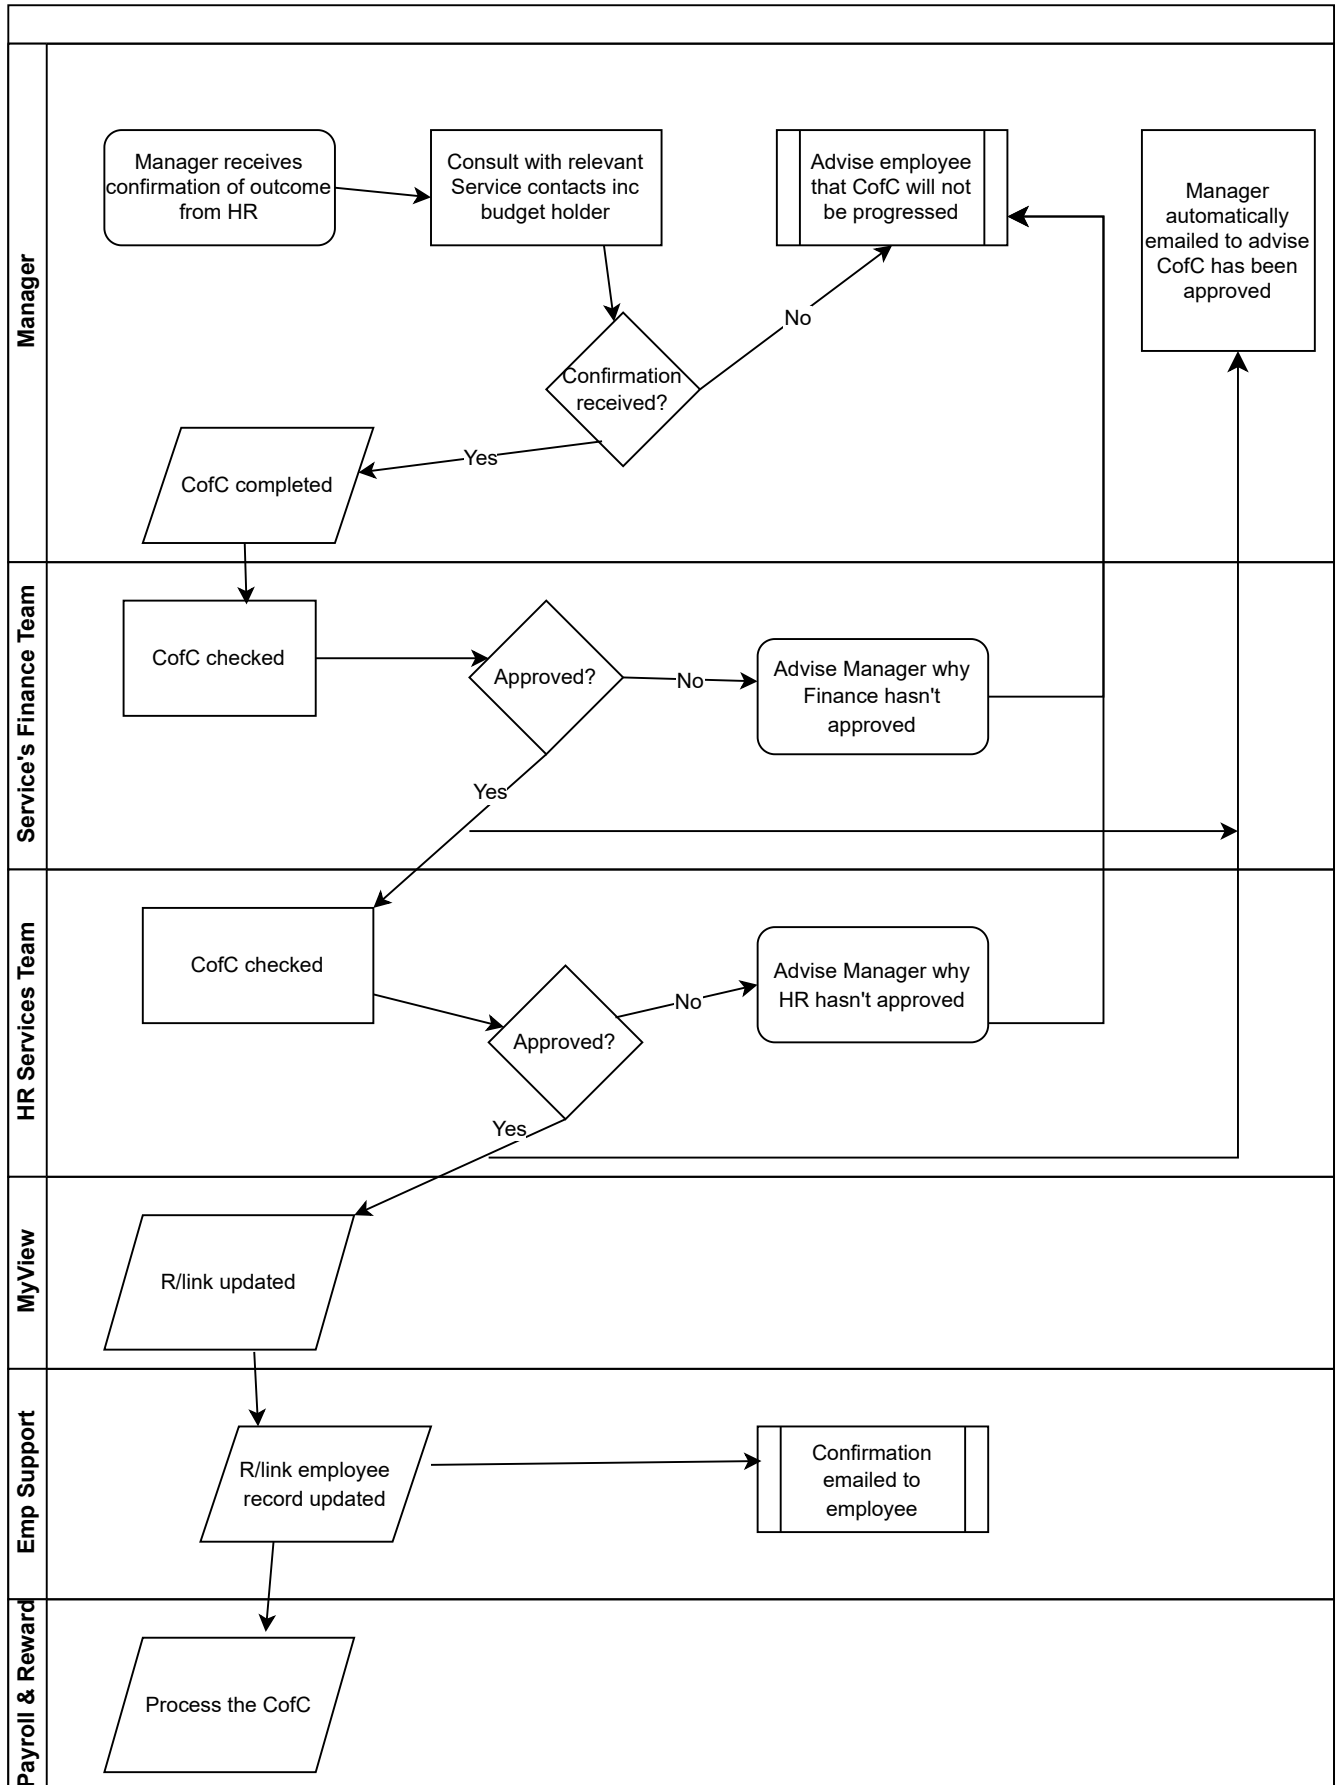 Manager
Manager receives
confirmation of outcome
from HR
Consult with relevant
Service contacts inc
budget holder
Advise employee
that CofC will not
be progressed
Manager
automatically
emailed to advise
CofC has been
approved
No
Confirmation
received?
Yes
CofC completed
Service's Finance Team
CofC checked
Approved?
No
Advise Manager why
Finance hasn't
approved
Yes
HR Services Team
CofC checked
Approved?
No
Advise Manager why
HR hasn't approved
Yes
MyView
R/link updated
Emp Support
R/link employee
record updated
Confirmation
emailed to
employee
Payroll & Reward
Process the CofC